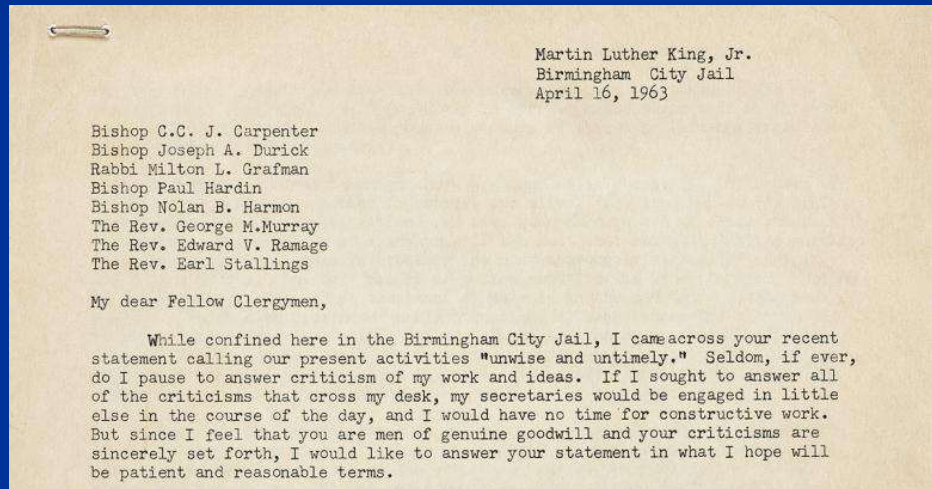 Martin Luther King, Jr.
Birmingham City Jail
April 16, 1963
Bishop C.C. J. Carpenter
Bishop Joseph A. Durick
Rabbi Milton L. Grafman
Bishop Paul Hardin
Bishop Nolan B. Harmon
The Rev. George M.Murray
The Rev. Edward V. Ramage
The Rev. Earl Stallings
My dear Fellow Clergymen,
While confined here in the Birmingham City Jail, I came across your recent
statement calling our present activities "unwise and untimely." Seldom, if ever,
do I pause to answer criticism of my work and ideas. If I sought to answer all
of the criticisms that cross my desk, my secretaries would be engaged in little
else in the course of the day, and I would have no time for constructive work.
But since I feel that you are men of genuine goodwill and your criticisms are
sincerely set forth, I would like to answer your statement in what I hope will
be patient and reasonable terms.